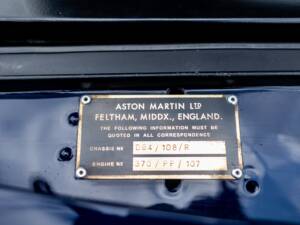 ASTON MARTIN LTD
FELTHAM, MIDDX., ENGLAND.
THE FOLLOWING INFORMATION MUST BE
QUOTED IN ALL CORRESPONDENCE
CHASSIS Nº DB4/108/R
ENGINE Nº 370/PP/107